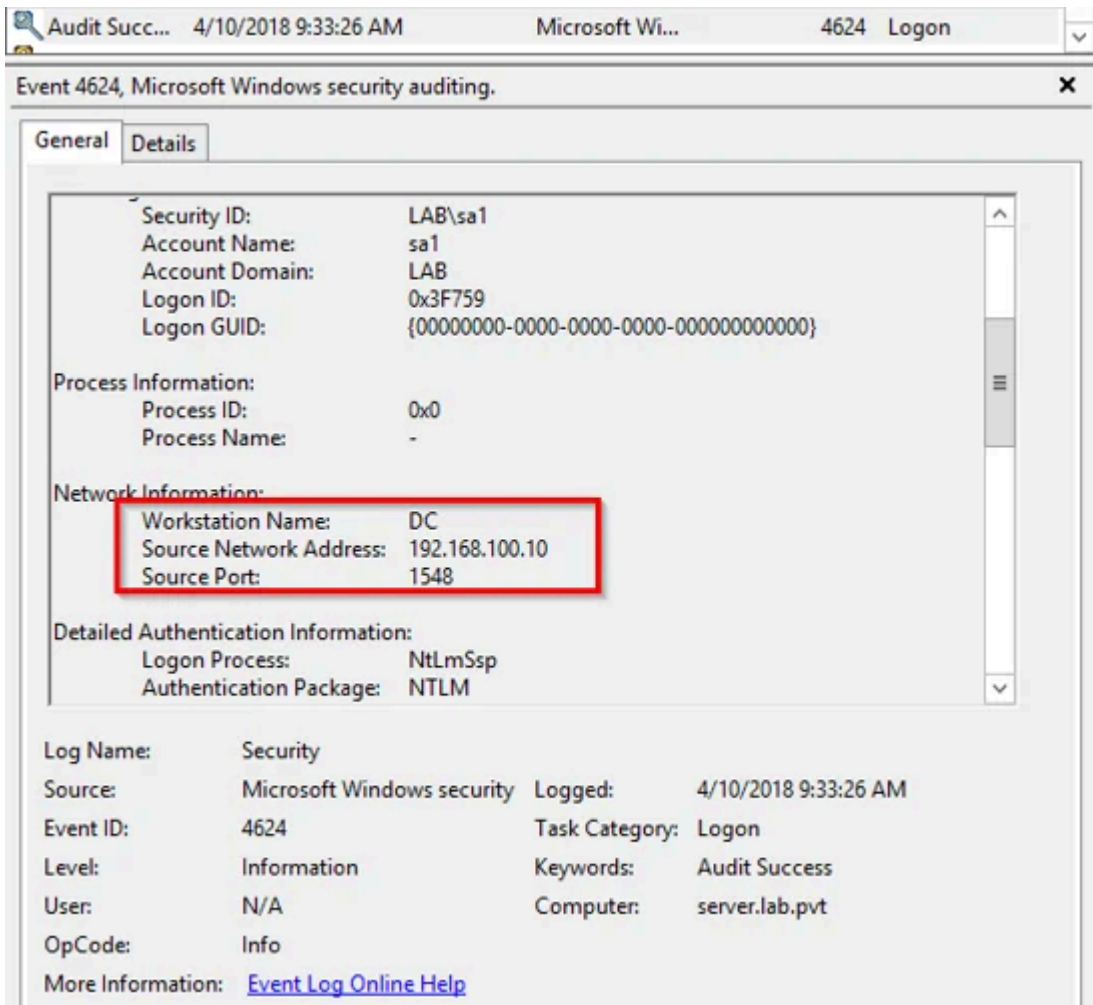 Audit Succ... 4/10/2018 9:33:26 AM Microsoft Wi... 4624 Logon
Event 4624, Microsoft Windows security auditing.
General Details
Security ID: LAB\sa1
Account Name: sa1
Account Domain: LAB
Logon ID: 0x3F759
Logon GUID: {00000000-0000-0000-0000-000000000000}
Process Information:
Process ID: 0x0
Process Name: -
Network Information:
Workstation Name: DC
Source Network Address: 192.168.100.10
Source Port: 1548
Detailed Authentication Information:
Logon Process: NtLmSsp
Authentication Package: NTLM
Log Name: Security
Source: Microsoft Windows security Logged: 4/10/2018 9:33:26 AM
Event ID: 4624 Task Category: Logon
Level: Information Keywords: Audit Success
User: N/A Computer: server.lab.pvt
OpCode: Info
More Information: Event Log Online Help